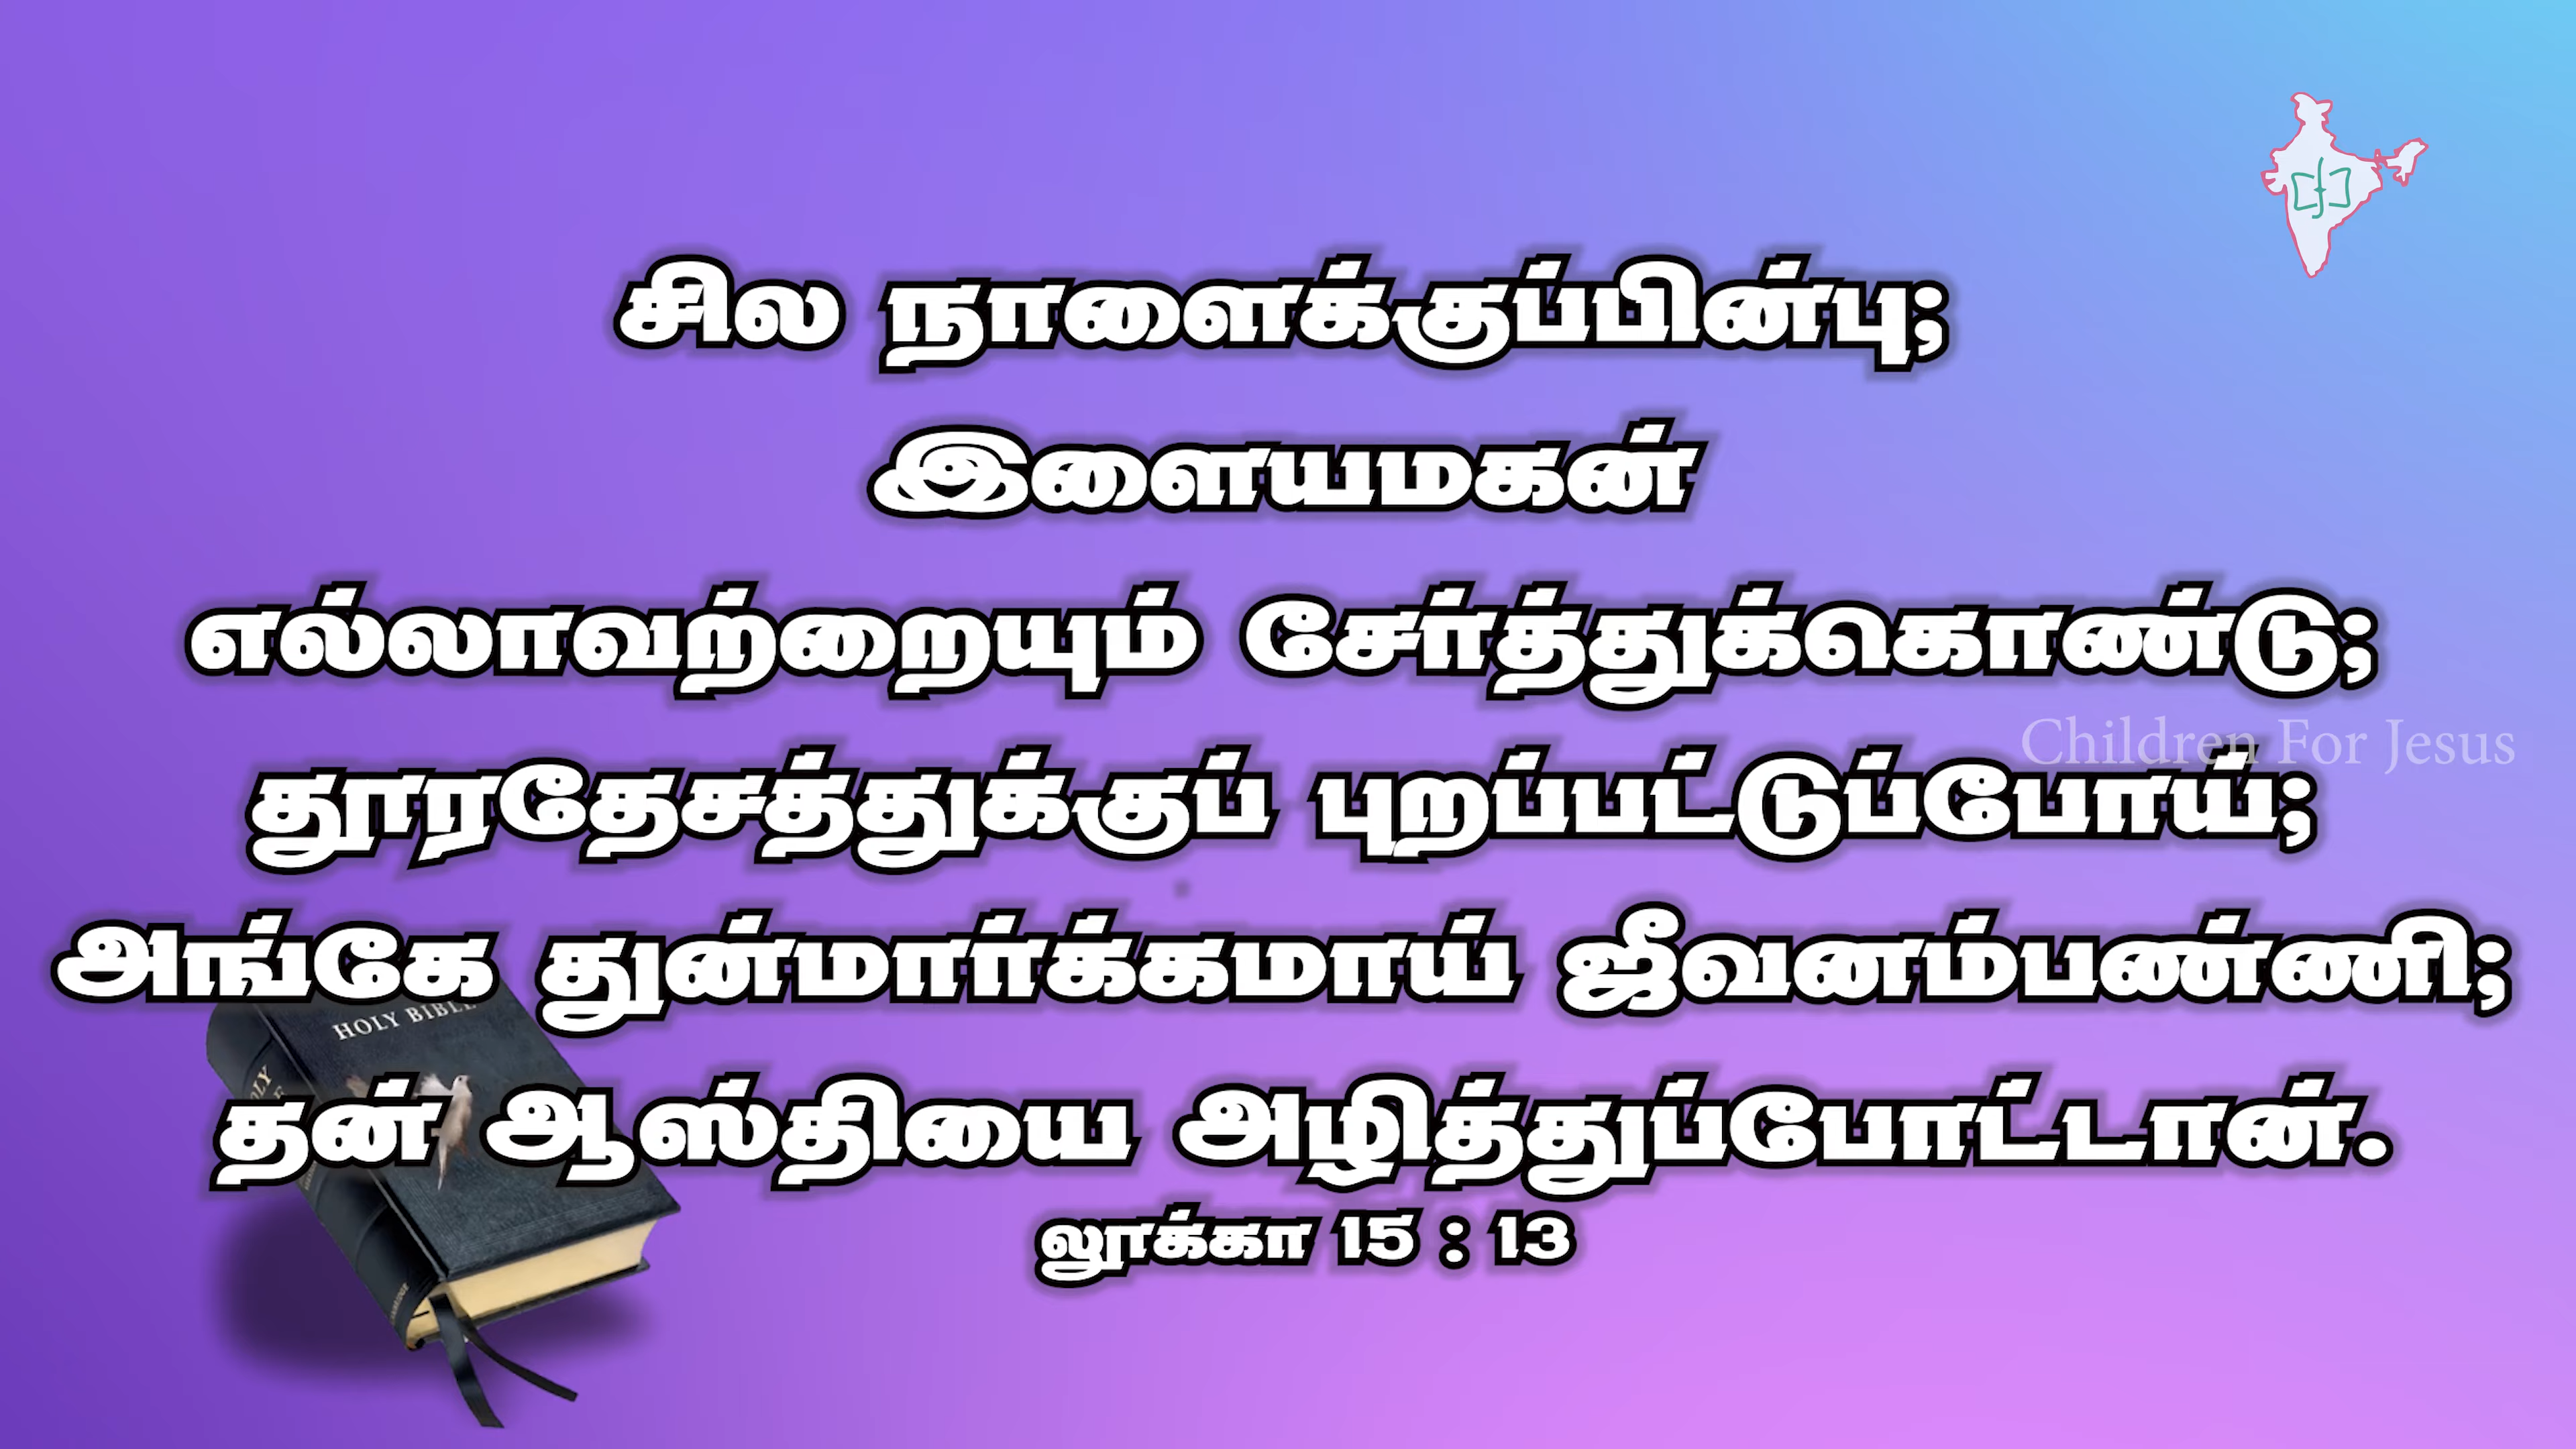 சில நாளைக்குப்பின்பு;
இளையமகன்
எல்லாவற்றையும் சேர்த்துக்கொண்டு;
Children For Jesus
தூரதேசத்துக்குப் புறப்பட்டுப்போய்;
அங்கே துன்மார்க்கமாய் ஜீவனம்பண்ணி;
HOLY BIBLE
தன் ஆஸ்தியை அழித்துப்போட்டான்.
லூக்கா 15 : 13